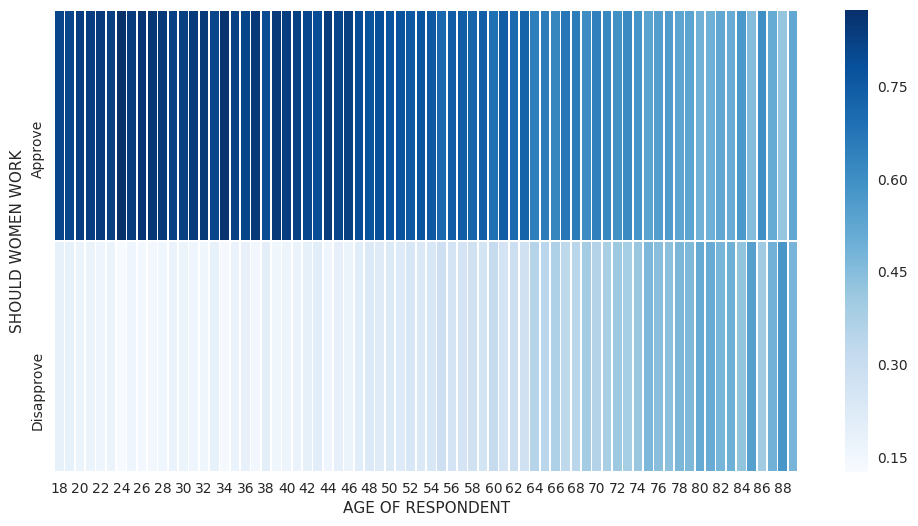 SHOULD WOMEN WORK
Approve
Disapprove
0.75
0.60
0.45
0.30
0.15
18 20 22 24 26 28 30 32 34 36 38 40 42 44 46 48 50 52 54 56 58 60 62 64 66 68 70 72 74 76 78 80 82 84 86 88
AGE OF RESPONDENT